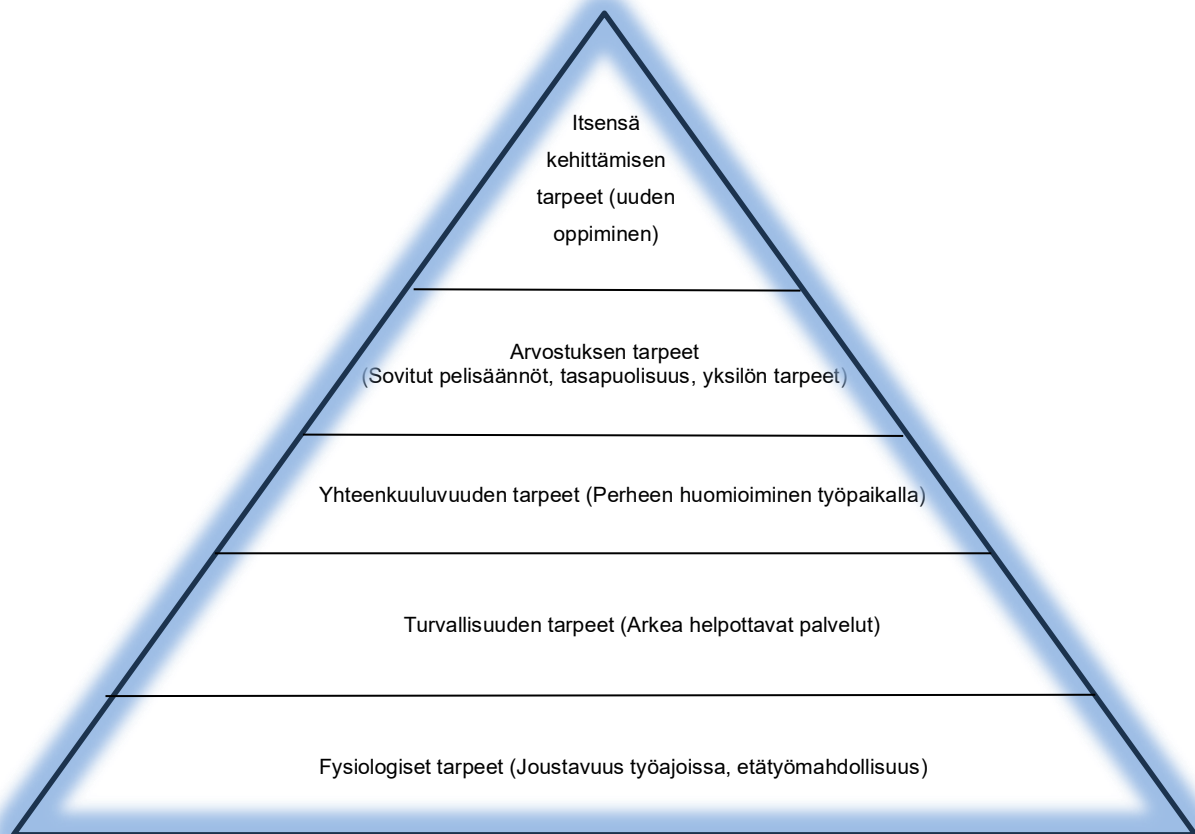 Itsensä
kehittämisen
tarpeet (uuden
oppiminen)
Arvostuksen tarpeet
(Sovitut pelisäännöt, tasapuolisuus, yksilön tarpeet)
Yhteenkuuluvuuden tarpeet (Perheen huomioiminen työpaikalla)
Turvallisuuden tarpeet (Arkea helpottavat palvelut)
Fysiologiset tarpeet (Joustavuus työajoissa, etätyömahdollisuus)